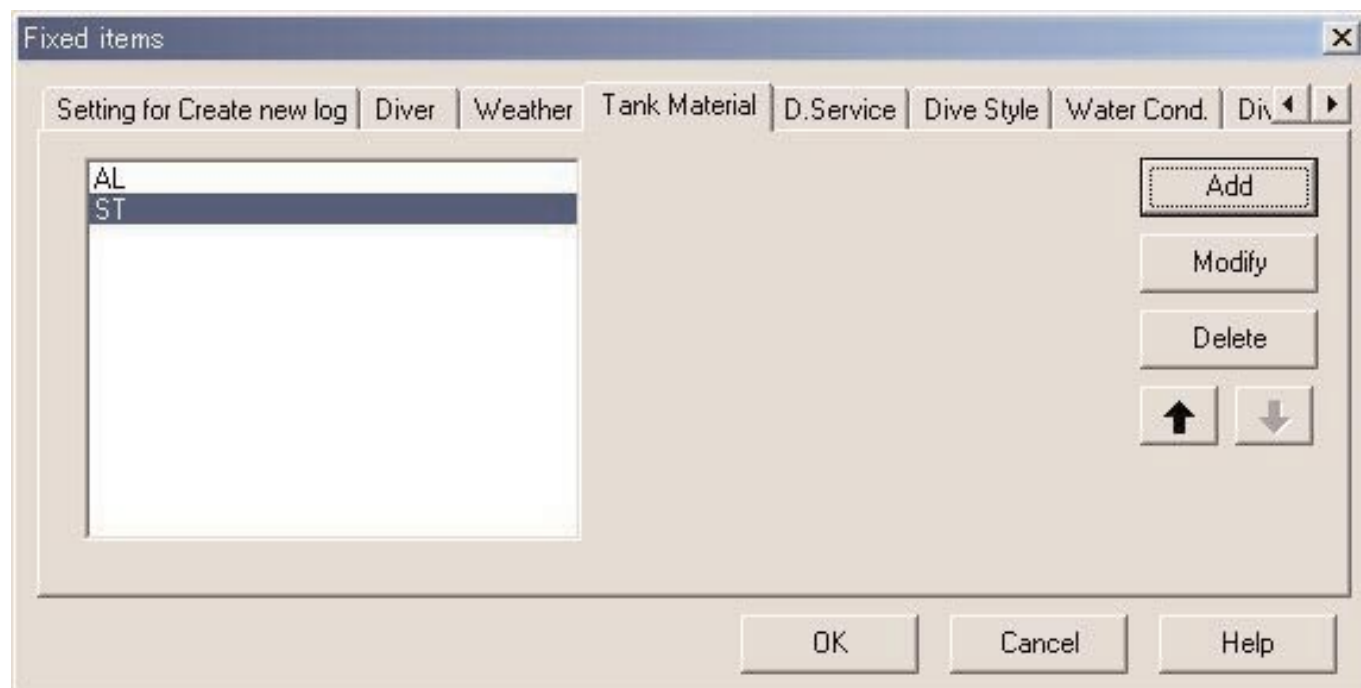 Fixed items
Setting for Create new log Diver Weather Tank Material D.Service Dive Style Water Cond.
AL
ST
Add
Modify
Delete
OK Cancel Help